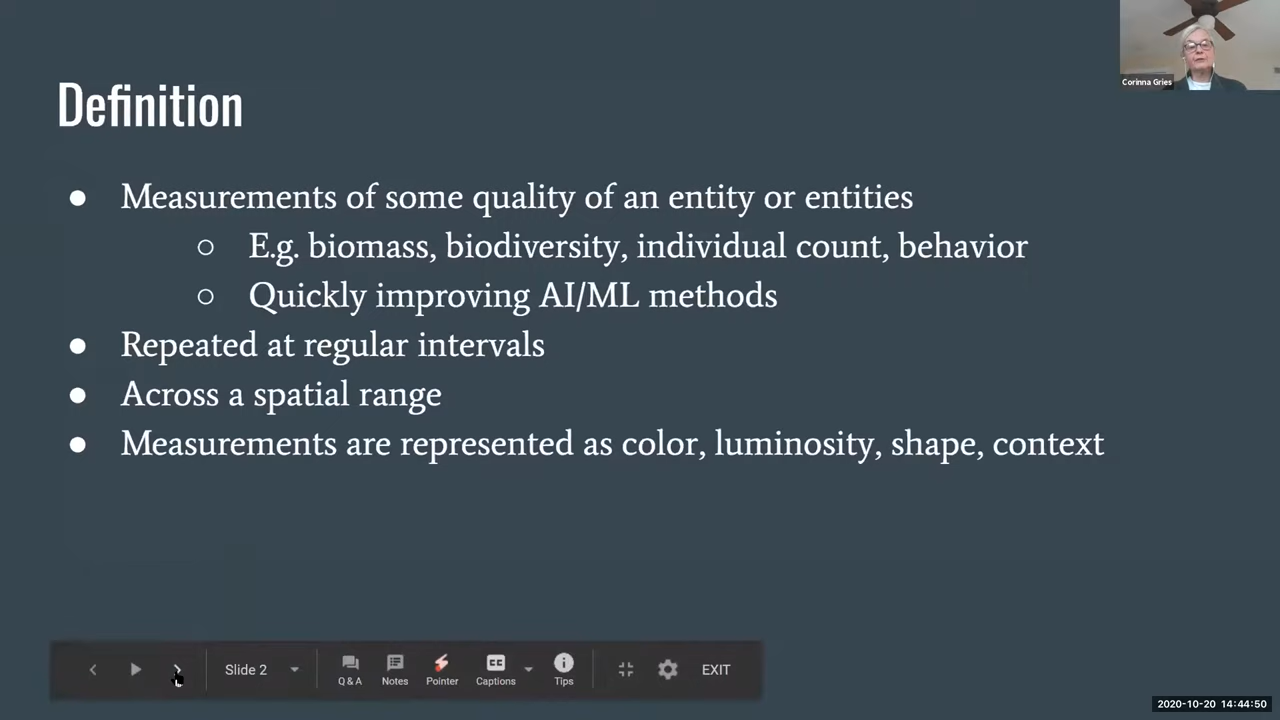 Corinna Gries
Definition
● Measurements of some quality of an entity or entities
○ E.g. biomass, biodiversity, individual count, behavior
○ Quickly improving AI/ML methods
● Repeated at regular intervals
● Across a spatial range
● Measurements are represented as color, luminosity, shape, context
Slide 2
Q & A
Notes
Pointer
CC
Captions
Tips
EXIT
2020-10-20 14:44:50